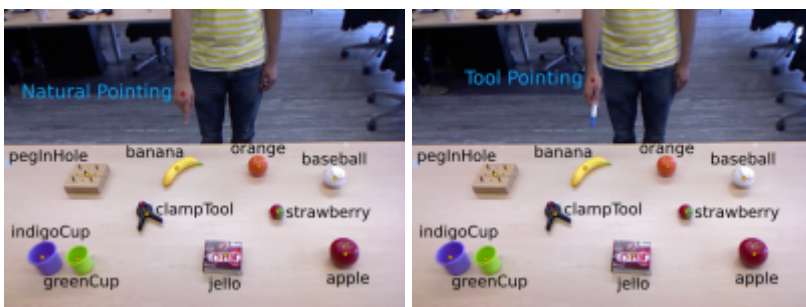 Natural Pointing
pegInHole
banana
orange
baseball
clampTool
strawberry
indigoCup
greenCup
jello
apple
Tool Pointing
pegInHole
banana
orange
baseball
clampTool
strawberry
indigoCup
greenCup
jello
apple